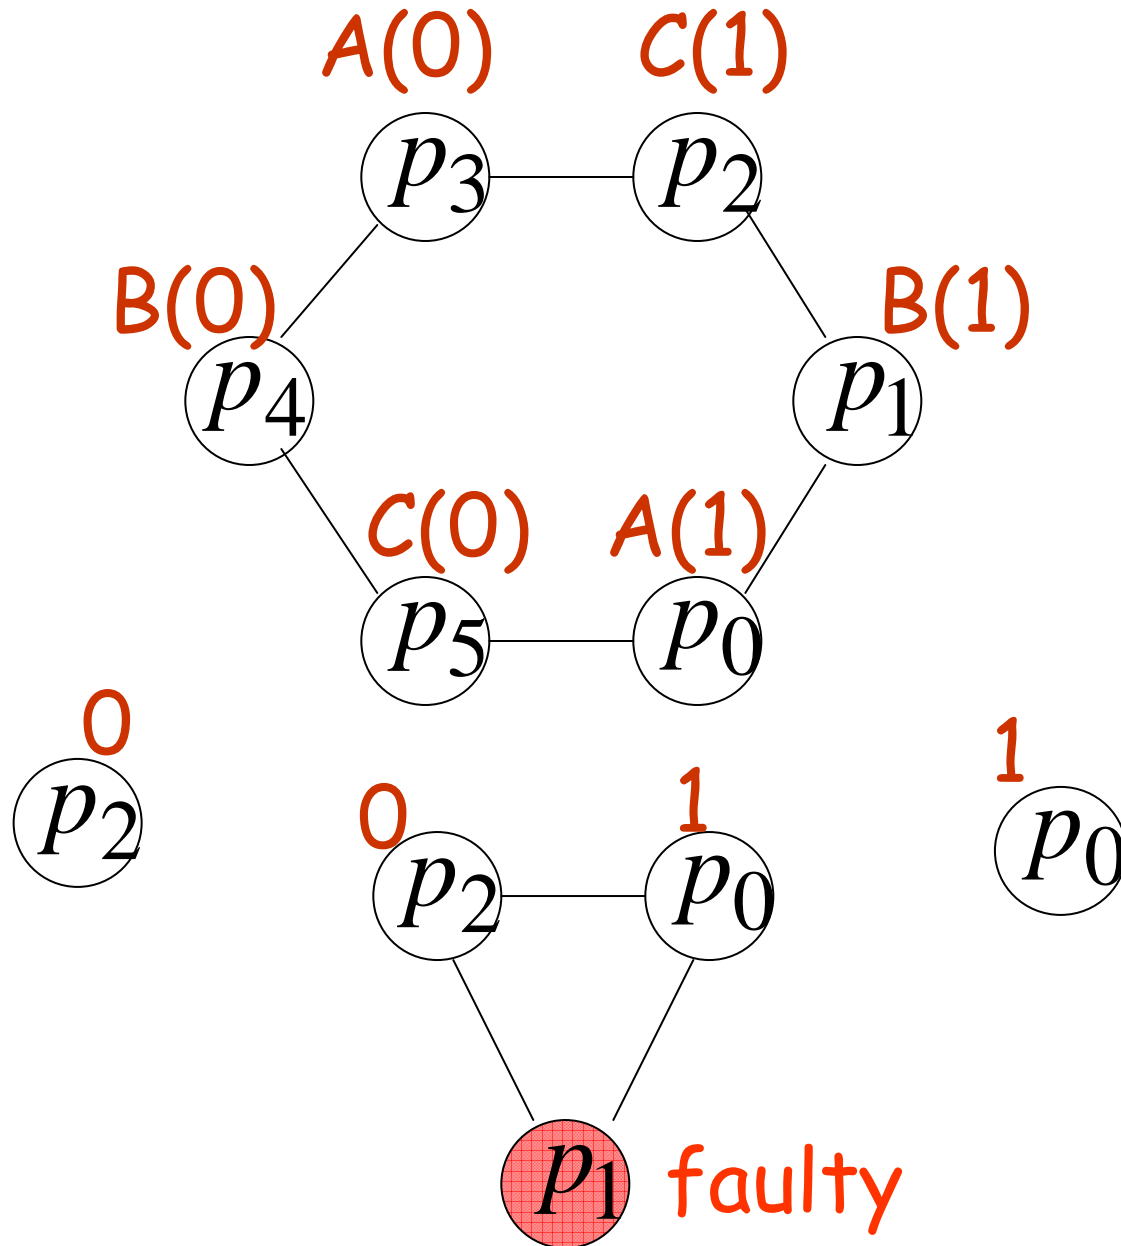 A(0) C(1)
p3 p2
B(0) B(1)
p4 p1
C(0) A(1)
p5 p0
0 1
p2 0 1 p0
p2 p0
p1 faulty